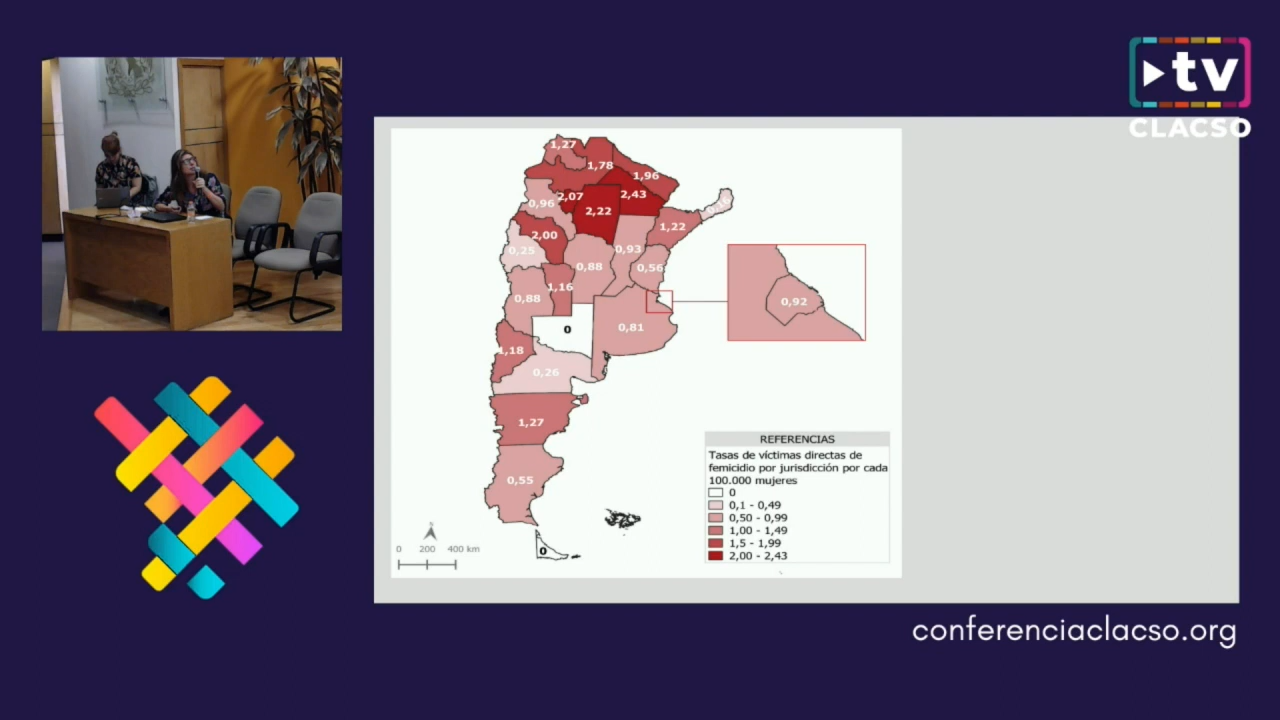 tv
CLACSO
1,27
1,78
1,96
0,96
2,07
2,43
2,22
1,22
2,00
0,25
0,93
0,88
0,56
1,16
0,88
0,92
0
0,81
1,18
0,26
1,27
0,55
0
N
0 200 400 km
REFERENCIAS
Tasas de víctimas directas de
femicidio por jurisdicción por cada
100.000 mujeres
0
0,1 - 0,49
0,50 - 0,99
1,00 - 1,49
1,5 - 1,99
2,00 - 2,43
conferenciaclacso.org